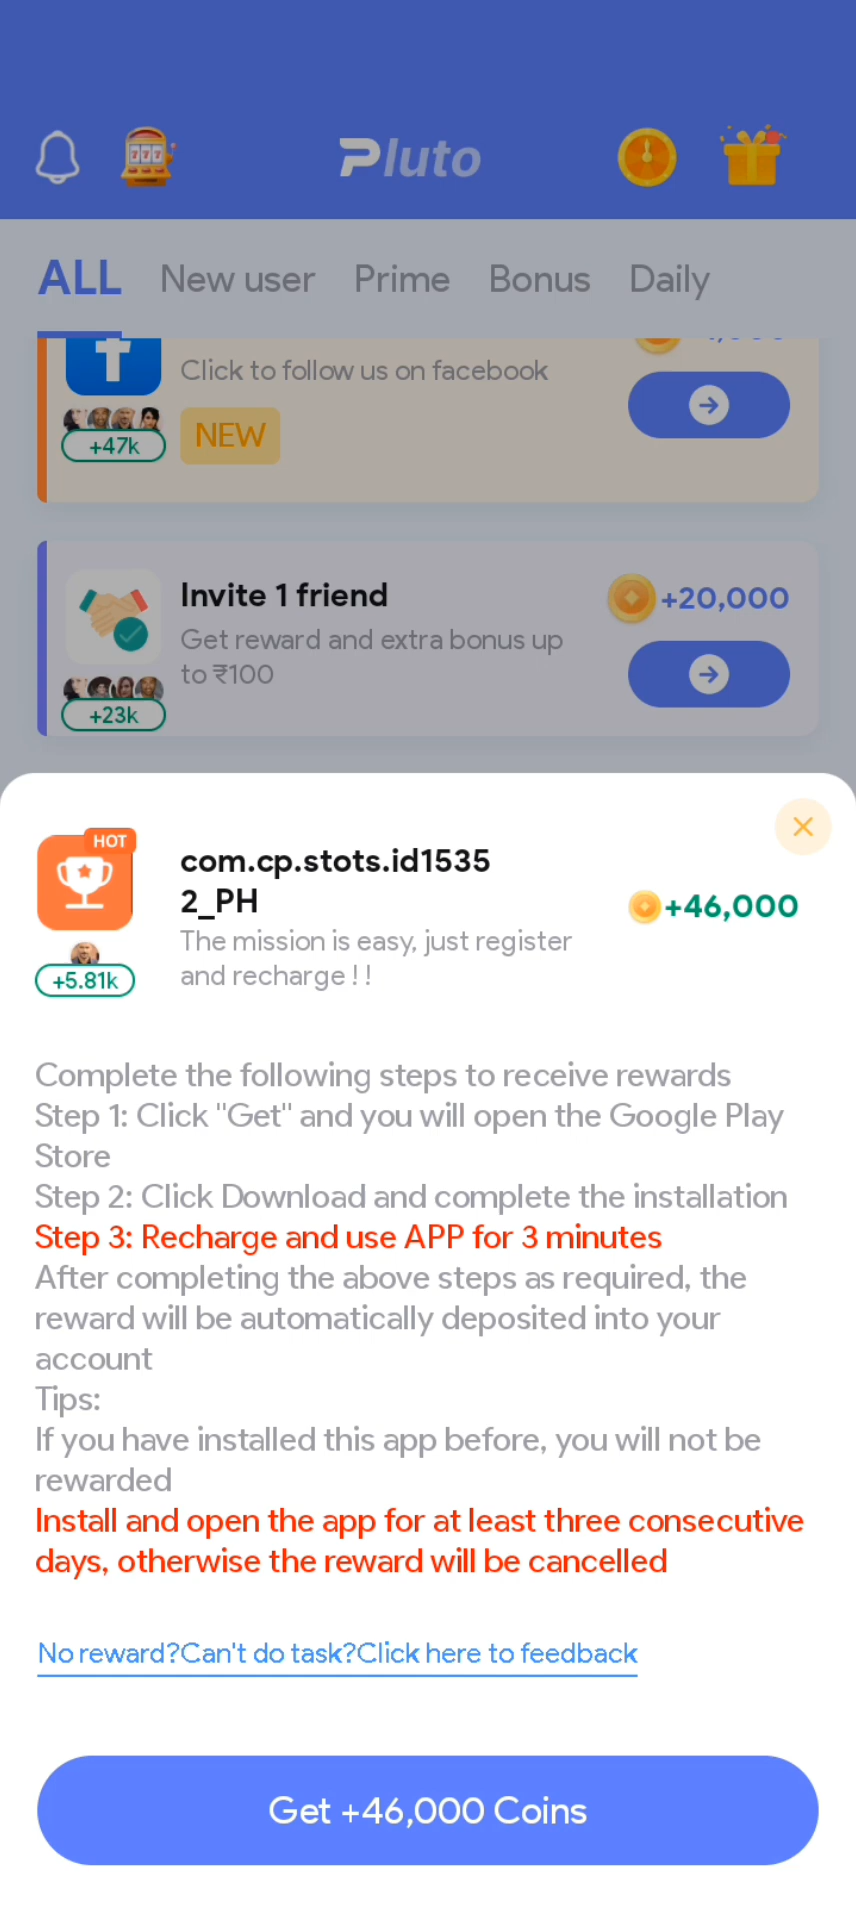 777
Pluto
ALL New user Prime Bonus Daily
Click to follow us on facebook
+47k
NEW
Invite 1 friend
+20,000
Get reward and extra bonus up
to ₹100
+23k
HOT
com.cp.stots.id1535
2_PH
+46,000
The mission is easy, just register
and recharge ! !
+5.81k
Complete the following steps to receive rewards
Step 1: Click "Get" and you will open the Google Play
Store
Step 2: Click Download and complete the installation
Step 3: Recharge and use APP for 3 minutes
After completing the above steps as required, the
reward will be automatically deposited into your
account
Tips:
If you have installed this app before, you will not be
rewarded
Install and open the app for at least three consecutive
days, otherwise the reward will be cancelled
No reward?Can't do task?Click here to feedback
Get +46,000 Coins